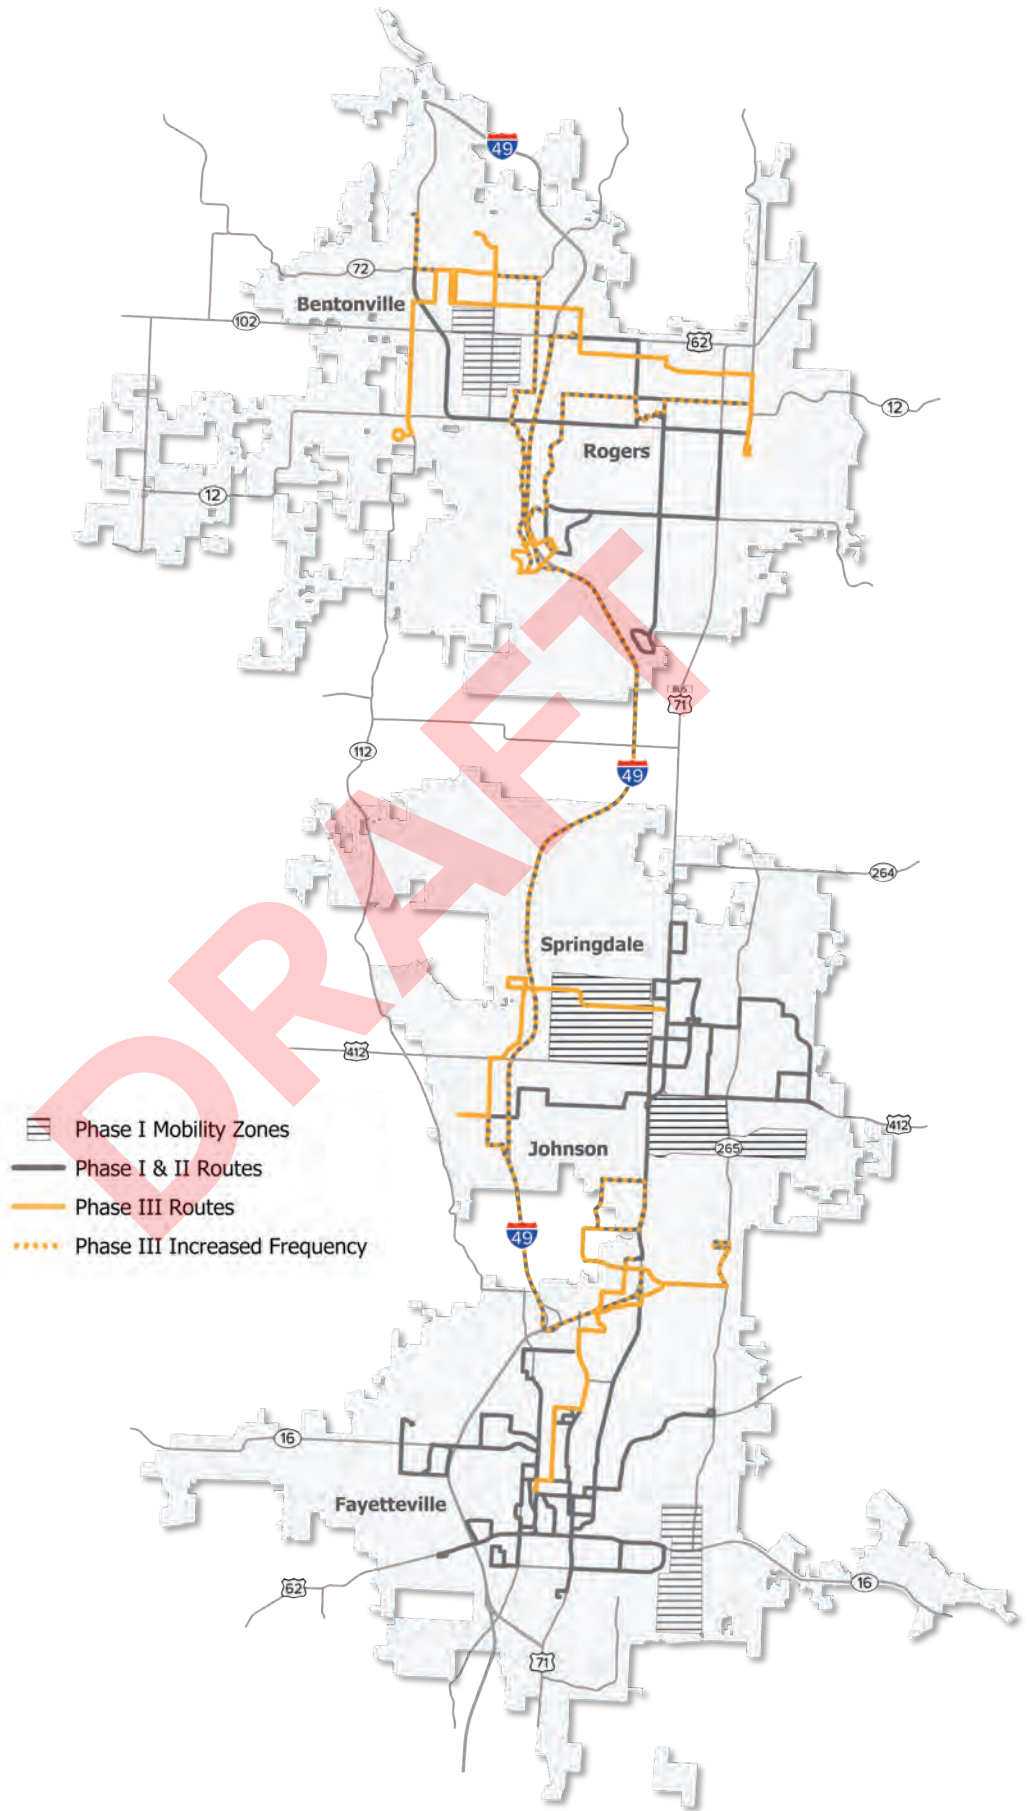 49
72
Bentonville
102
62
12
Rogers
12
BUS
71
112
49
264
Springdale
412
DRAFT
412
Phase I Mobility Zones
Johnson
265
Phase I & II Routes
Phase III Routes
49
Phase III Increased Frequency
16
Fayetteville
62
16
71